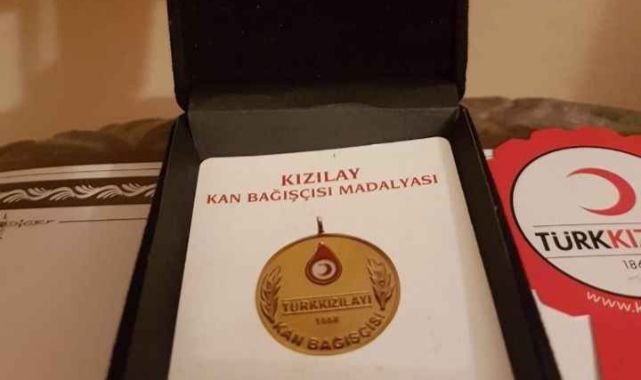 KIZILAY
KAN BAĞIŞÇISI MADALYASI
TÜRKKIZILAYI
1868
KAN BAĞIŞÇISI
TÜRKKIZ
186
www.k